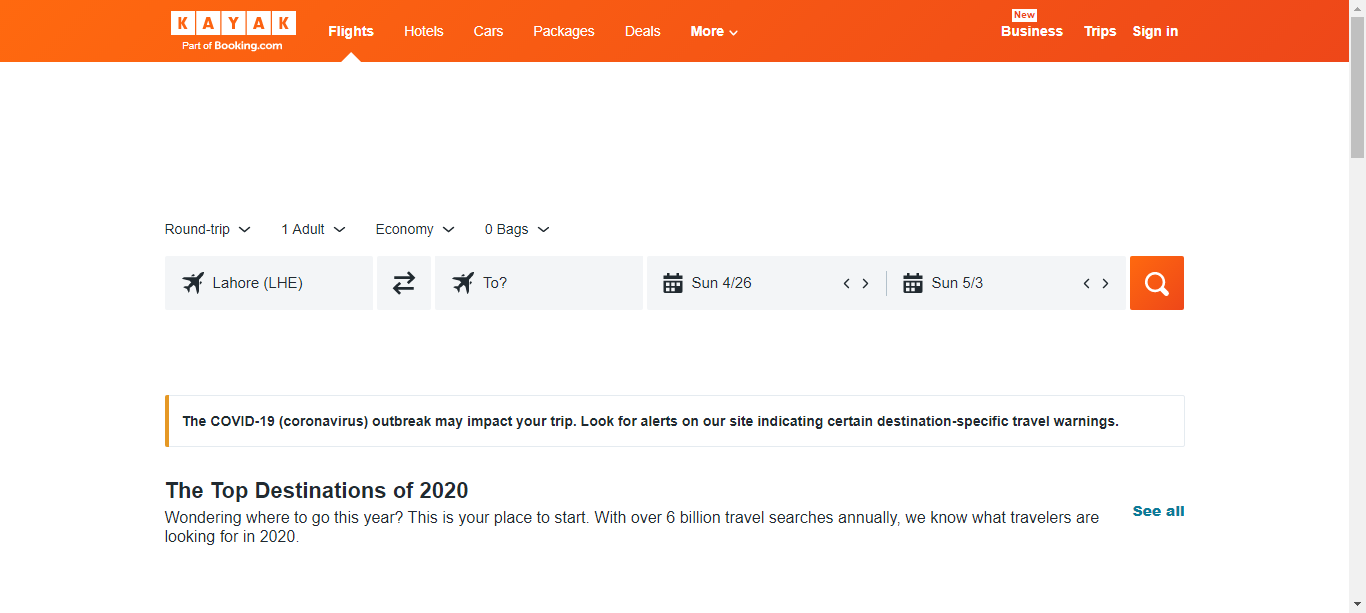 KAYAK
Part of Booking.com
Flights
Hotels
Cars
Packages
Deals
More
New
Business
Trips
Sign in
Round-trip
1 Adult
Economy
0 Bags
Lahore (LHE)
To?
Sun 4/26
Sun 5/3
The COVID-19 (coronavirus) outbreak may impact your trip. Look for alerts on our site indicating certain destination-specific travel warnings.
The Top Destinations of 2020
Wondering where to go this year? This is your place to start. With over 6 billion travel searches annually, we know what travelers are
looking for in 2020.
See all